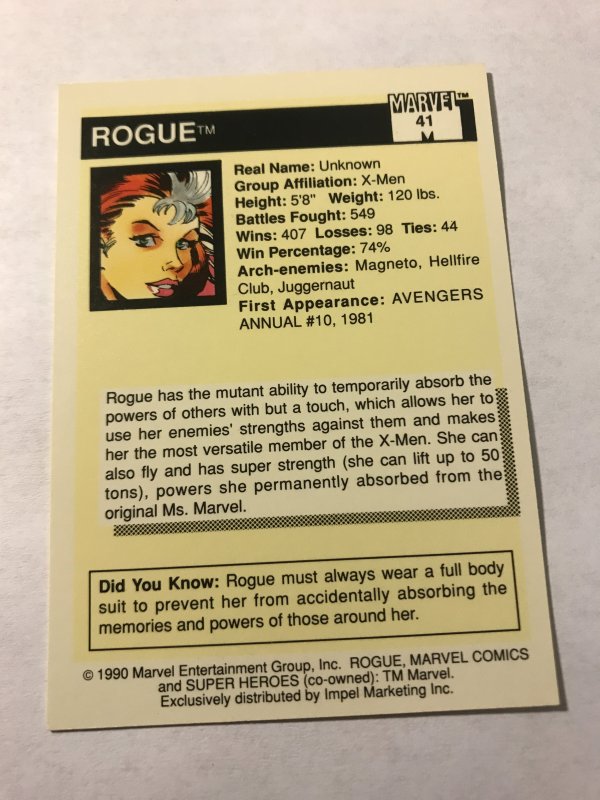 MARVEL™
41
M
ROGUE™
Real Name: Unknown
Group Affiliation: X-Men
Height: 5'8" Weight: 120 lbs.
Battles Fought: 549
Wins: 407 Losses: 98 Ties: 44
Win Percentage: 74%
Arch-enemies: Magneto, Hellfire
Club, Juggernaut
First Appearance: AVENGERS
ANNUAL #10, 1981
Rogue has the mutant ability to temporarily absorb the
powers of others with but a touch, which allows her to
use her enemies' strengths against them and makes
her the most versatile member of the X-Men. She can
also fly and has super strength (she can lift up to 50
tons), powers she permanently absorbed from the
original Ms. Marvel.
Did You Know: Rogue must always wear a full body
suit to prevent her from accidentally absorbing the
memories and powers of those around her.
© 1990 Marvel Entertainment Group, Inc. ROGUE, MARVEL COMICS
and SUPER HEROES (co-owned): TM Marvel.
Exclusively distributed by Impel Marketing Inc.